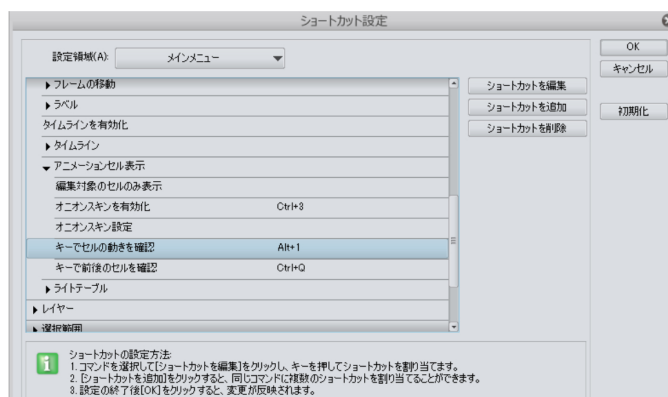 ショートカット設定
設定領域(A): メインメニュー
OK
キャンセル
初期化
フレームの移動
ラベル
タイムラインを有効化
タイムライン
アニメーションセル表示
編集対象のセルのみ表示
オニオンスキンを有効化 Ctrl+3
オニオンスキン設定
キーでセルの動きを確認 Alt+1
キーで前後のセルを確認 Ctrl+Q
ライトテーブル
レイヤー
選択範囲
ショートカットを編集
ショートカットを追加
ショートカットを削除
ショートカットの設定方法:
1. コマンドを選択して[ショートカットを編集]をクリックし、キーを押してショートカットを割り当てます。
2. [ショートカットを追加]をクリックすると、同じコマンドに複数のショートカットを割り当てることができます。
3. 設定の終了後[OK]をクリックすると、変更が反映されます。